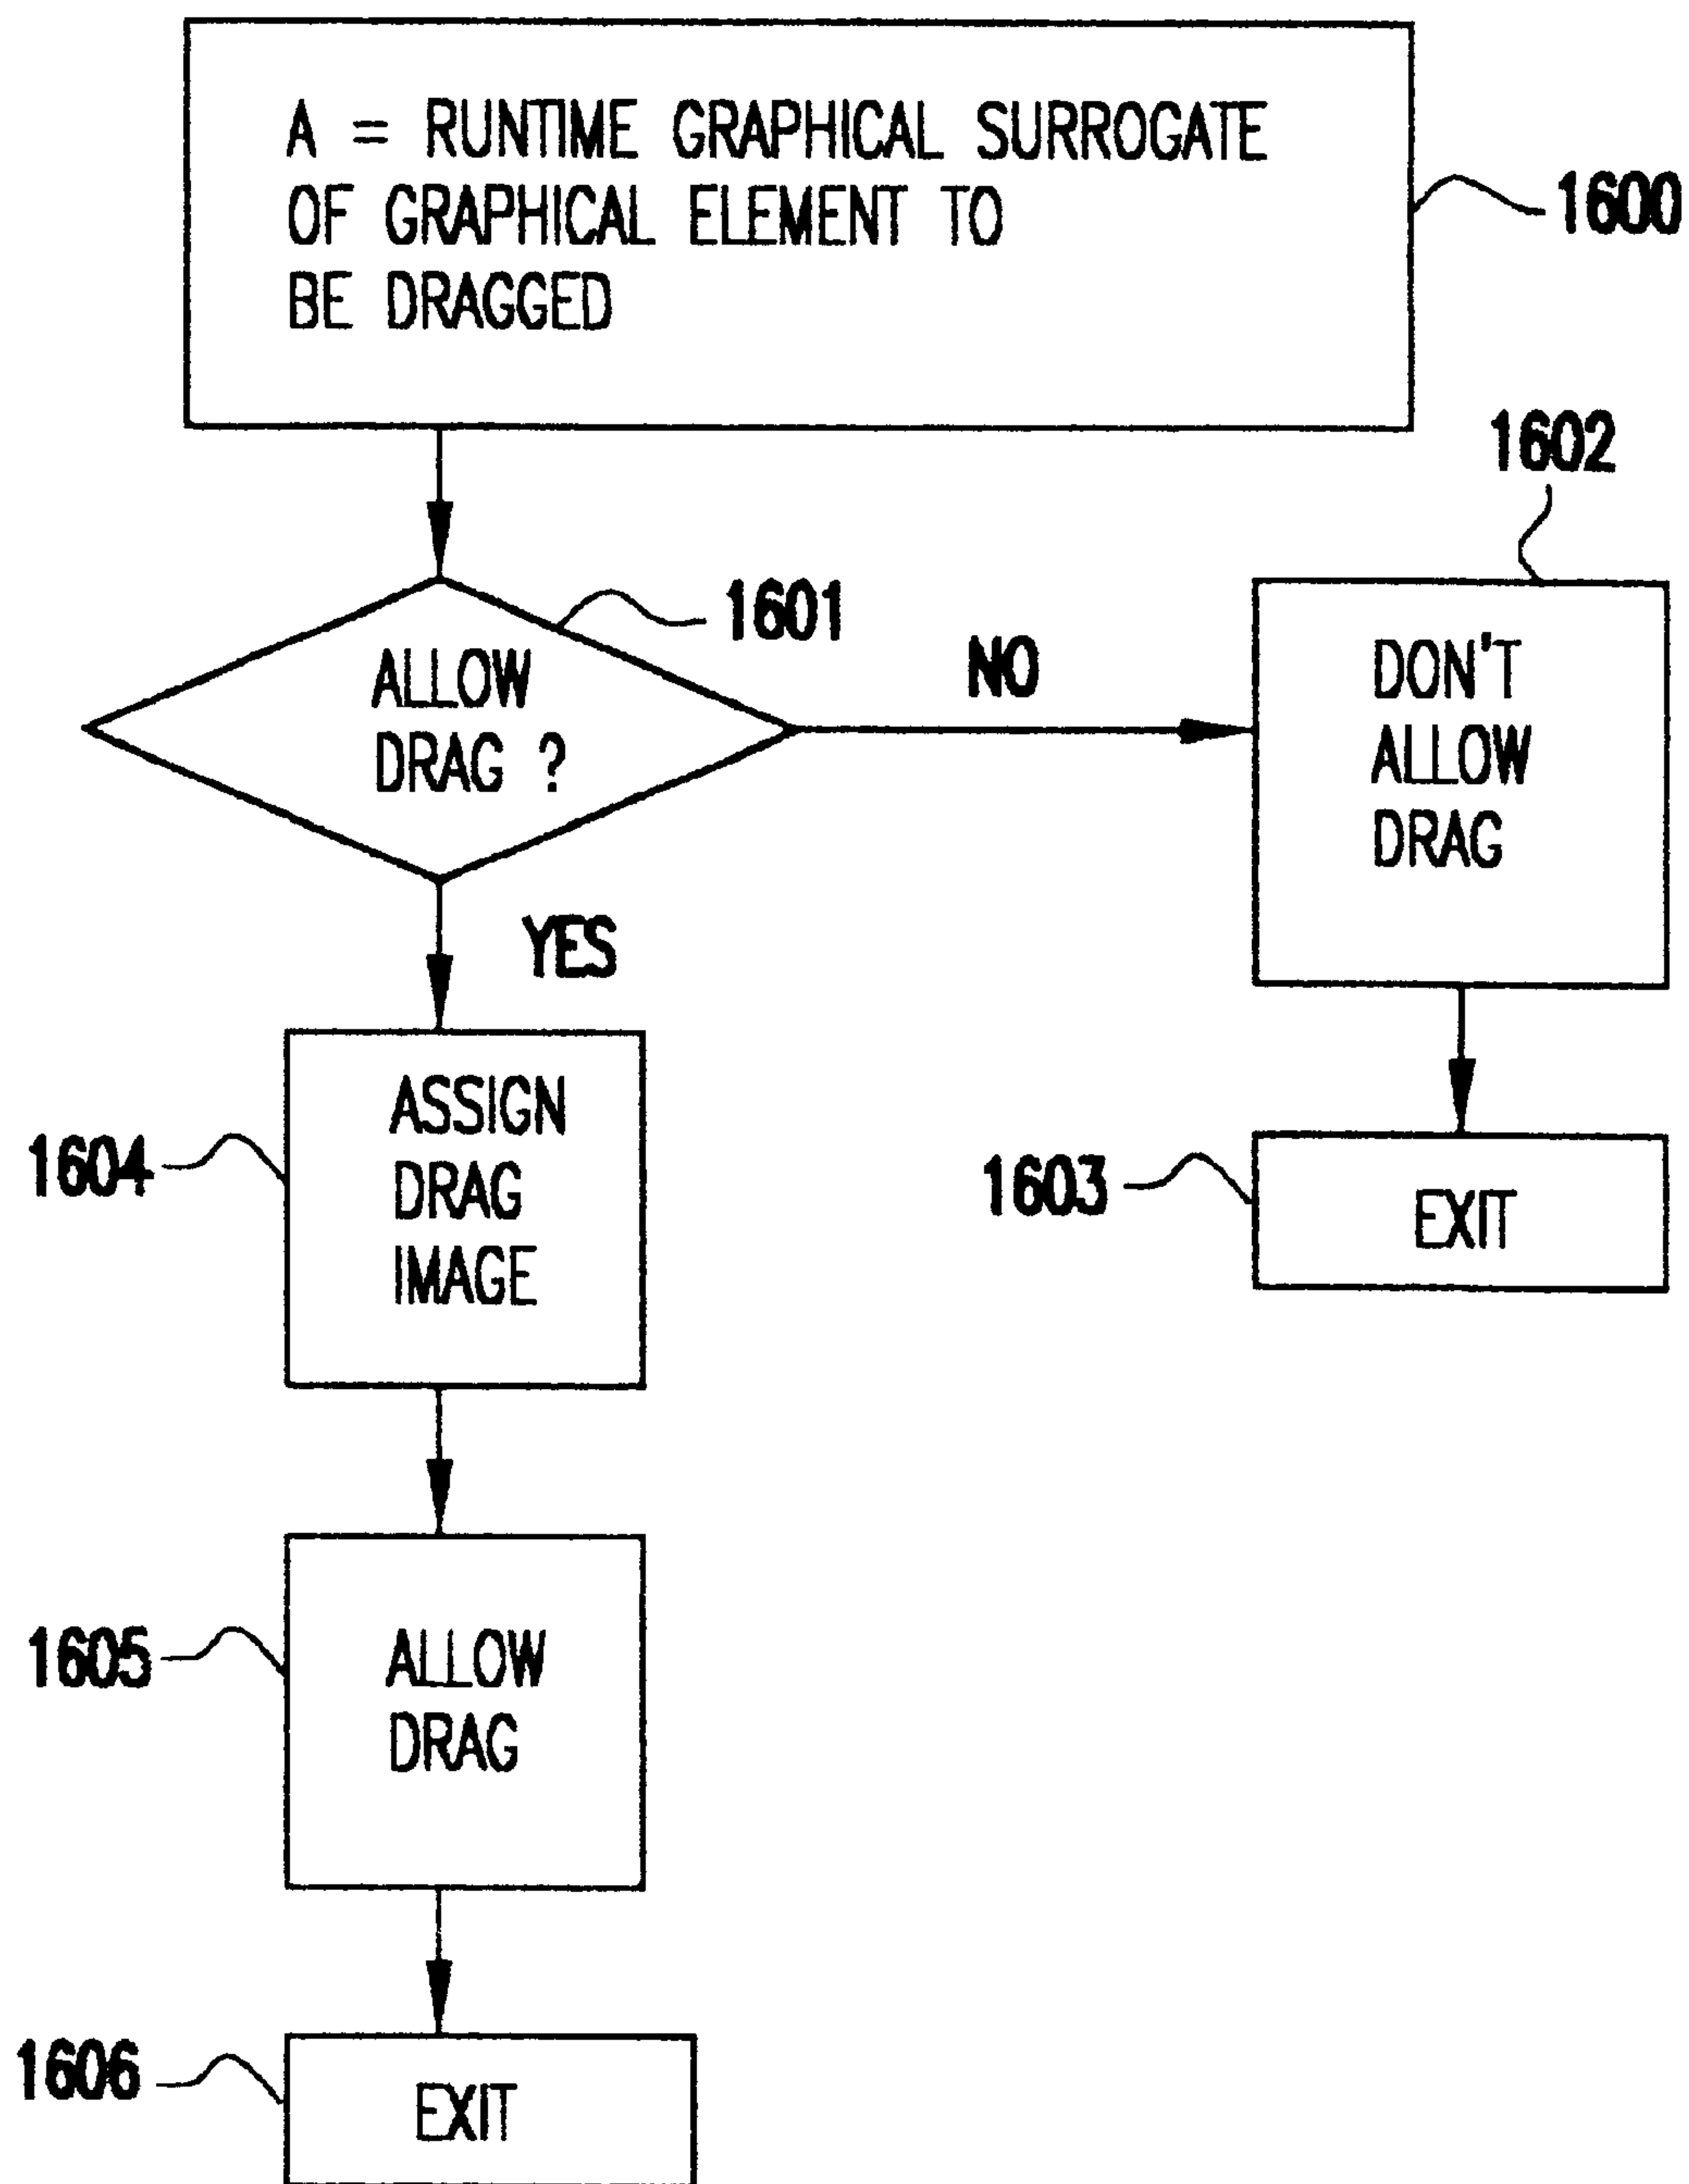 A = RUNTIME GRAPHICAL SURROGATE
OF GRAPHICAL ELEMENT TO
BE DRAGGED
1600
1602
1601
ALLOW
DRAG ?
NO
DON'T
ALLOW
DRAG
YES
1603
EXIT
1604
ASSIGN
DRAG
IMAGE
1605
ALLOW
DRAG
1606
EXIT